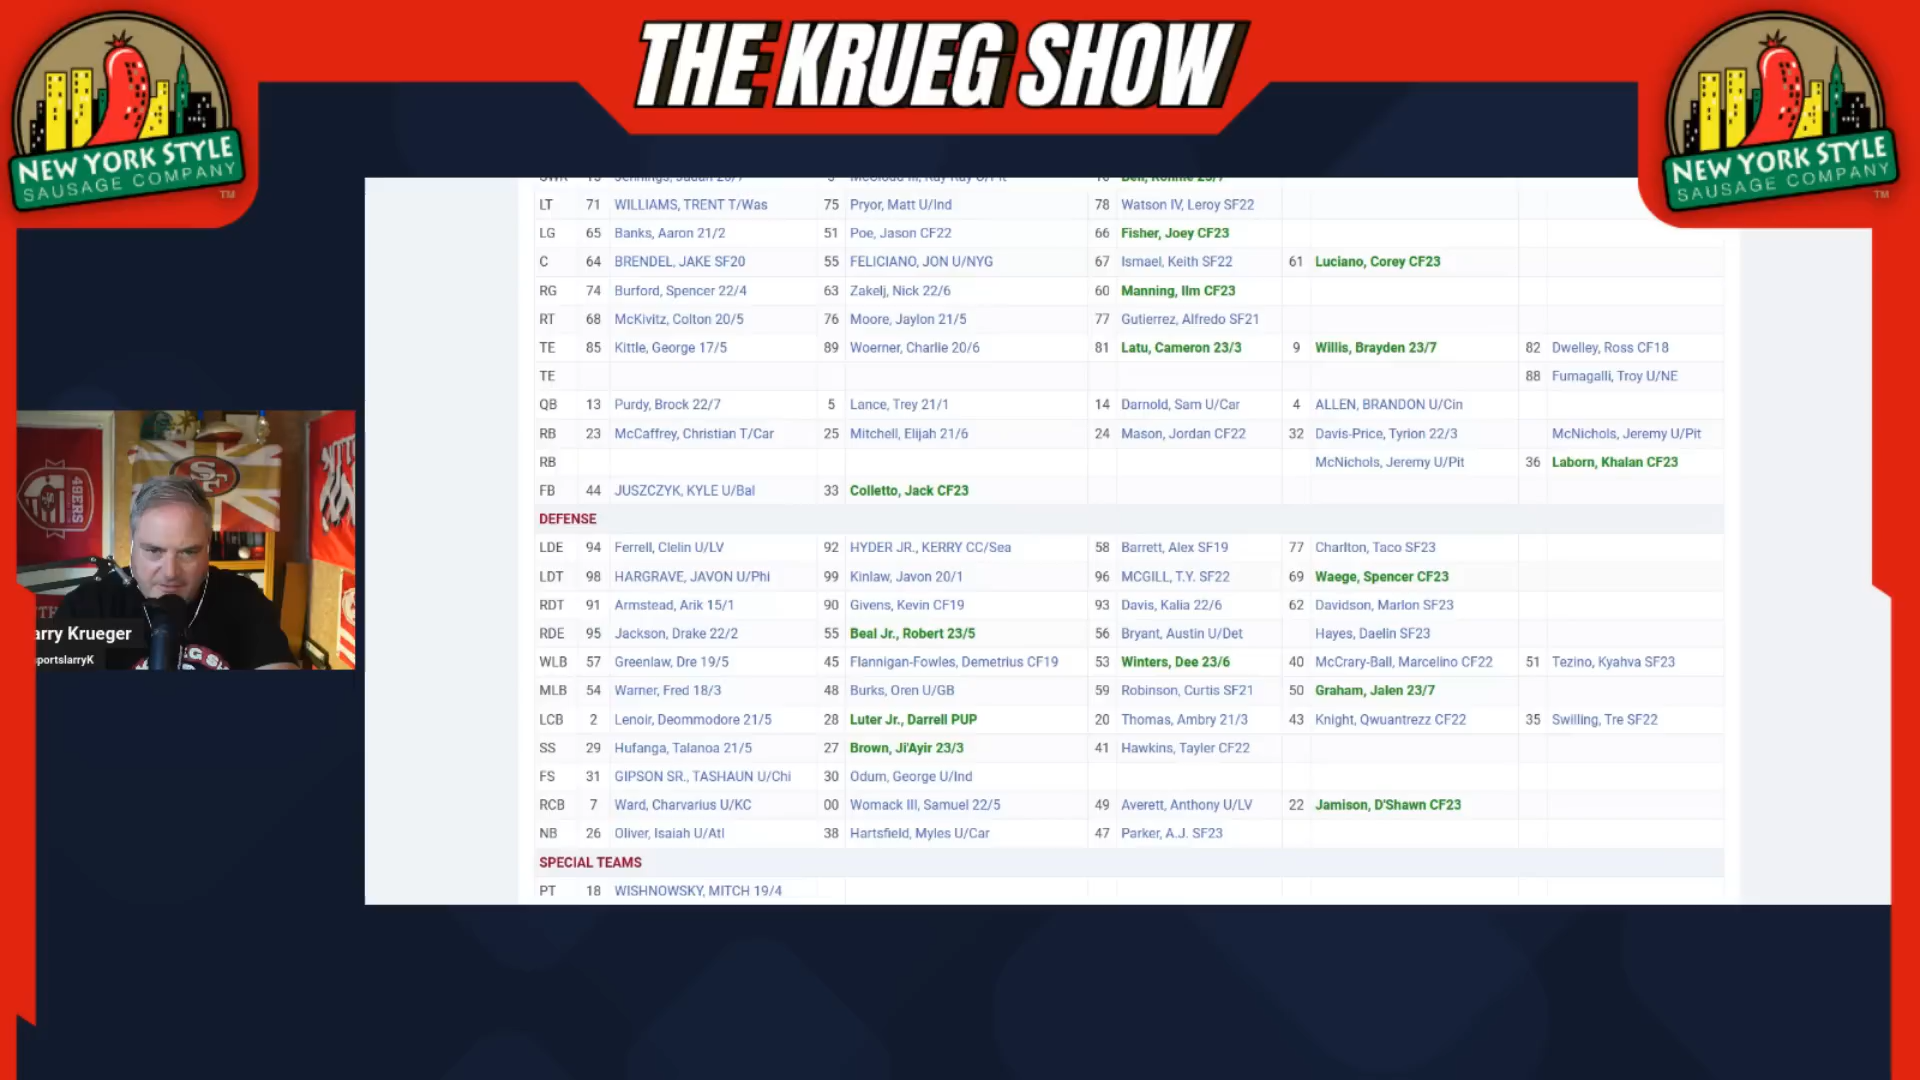 THE KRUEG SHOW
NEW YORK STYLE
SAUSAGE COMPANY
TM
NEW YORK STYLE
SAUSAGE COMPANY
TM
LT 71 WILLIAMS, TRENT T/Was 75 Pryor, Matt U/Ind 78 Watson IV, Leroy SF22
LG 65 Banks, Aaron 21/2 51 Poe, Jason CF22 66 Fisher, Joey CF23
C 64 BRENDEL, JAKE SF20 55 FELICIANO, JON U/NYG 67 Ismael, Keith SF22 61 Luciano, Corey CF23
RG 74 Burford, Spencer 22/4 63 Zakelj, Nick 22/6 60 Manning, Ilm CF23
RT 68 McKivitz, Colton 20/5 76 Moore, Jaylon 21/5 77 Gutierrez, Alfredo SF21
TE 85 Kittle, George 17/5 89 Woerner, Charlie 20/6 81 Latu, Cameron 23/3 9 Willis, Brayden 23/7 82 Dwelley, Ross CF18
TE 88 Fumagalli, Troy U/NE
QB 13 Purdy, Brock 22/7 5 Lance, Trey 21/1 14 Darnold, Sam U/Car 4 ALLEN, BRANDON U/Cin
RB 23 McCaffrey, Christian T/Car 25 Mitchell, Elijah 21/6 24 Mason, Jordan CF22 32 Davis-Price, Tyrion 22/3 McNichols, Jeremy U/Pit
RB McNichols, Jeremy U/Pit 36 Laborn, Khalan CF23
FB 44 JUSZCZYK, KYLE U/Bal 33 Colletto, Jack CF23
DEFENSE
LDE 94 Ferrell, Clelin U/LV 92 HYDER JR., KERRY CC/Sea 58 Barrett, Alex SF19 77 Charlton, Taco SF23
LDT 98 HARGRAVE, JAVON U/Phi 99 Kinlaw, Javon 20/1 96 MCGILL, T.Y. SF22 69 Waege, Spencer CF23
RDT 91 Armstead, Arik 15/1 90 Givens, Kevin CF19 93 Davis, Kalia 22/6 62 Davidson, Marlon SF23
RDE 95 Jackson, Drake 22/2 55 Beal Jr., Robert 23/5 56 Bryant, Austin U/Det Hayes, Daelin SF23
WLB 57 Greenlaw, Dre 19/5 45 Flannigan-Fowles, Demetrius CF19 53 Winters, Dee 23/6 40 McCrary-Ball, Marcelino CF22 51 Tezino, Kyahva SF23
MLB 54 Warner, Fred 18/3 48 Burks, Oren U/GB 59 Robinson, Curtis SF21 50 Graham, Jalen 23/7
LCB 2 Lenoir, Deommodore 21/5 28 Luter Jr., Darrell PUP 20 Thomas, Ambry 21/3 43 Knight, Qwuantrezz CF22 35 Swilling, Tre SF22
SS 29 Hufanga, Talanoa 21/5 27 Brown, Ji'Ayir 23/3 41 Hawkins, Tayler CF22
FS 31 GIPSON SR., TASHAUN U/Chi 30 Odum, George U/Ind
RCB 7 Ward, Charvarius U/KC 00 Womack III, Samuel 22/5 49 Averett, Anthony U/LV 22 Jamison, D'Shawn CF23
NB 26 Oliver, Isaiah U/Atl 38 Hartsfield, Myles U/Car 47 Parker, A.J. SF23
SPECIAL TEAMS
PT 18 WISHNOWSKY, MITCH 19/4
49ERS
SF
arry Krueger
portslarryK